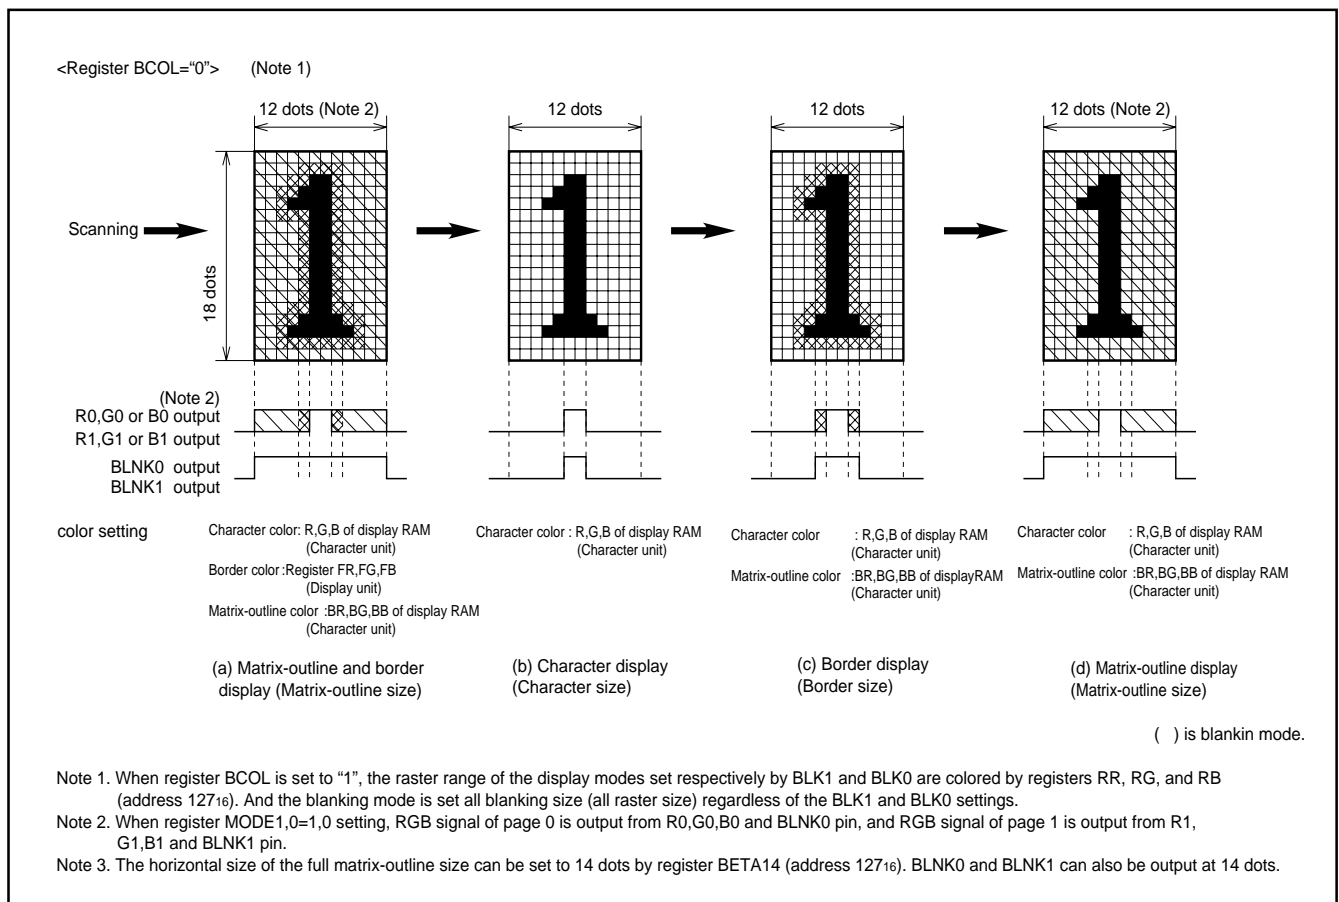 <Register BCOL=“0”> (Note 1)
12 dots (Note 2) 12 dots 12 dots 12 dots (Note 2)
Scanning
18 dots
(Note 2)
R0,G0 or B0 output
R1,G1 or B1 output
BLNK0 output
BLNK1 output
color setting
Character color: R,G,B of display RAM
(Character unit)
Border color :Register FR,FG,FB
(Display unit)
Matrix-outline color :BR,BG,BB of display RAM
(Character unit)
Character color : R,G,B of display RAM
(Character unit)
Character color : R,G,B of display RAM
(Character unit)
Matrix-outline color :BR,BG,BB of displayRAM
(Character unit)
Character color : R,G,B of display RAM
(Character unit)
Matrix-outline color :BR,BG,BB of display RAM
(Character unit)
(a) Matrix-outline and border
display (Matrix-outline size)
(b) Character display
(Character size)
(c) Border display
(Border size)
(d) Matrix-outline display
(Matrix-outline size)
( ) is blankin mode.
Note 1. When register BCOL is set to “1”, the raster range of the display modes set respectively by BLK1 and BLK0 are colored by registers RR, RG, and RB
(address 12716). And the blanking mode is set all blanking size (all raster size) regardless of the BLK1 and BLK0 settings.
Note 2. When register MODE1,0=1,0 setting, RGB signal of page 0 is output from R0,G0,B0 and BLNK0 pin, and RGB signal of page 1 is output from R1,
G1,B1 and BLNK1 pin.
Note 3. The horizontal size of the full matrix-outline size can be set to 14 dots by register BETA14 (address 12716). BLNK0 and BLNK1 can also be output at 14 dots.